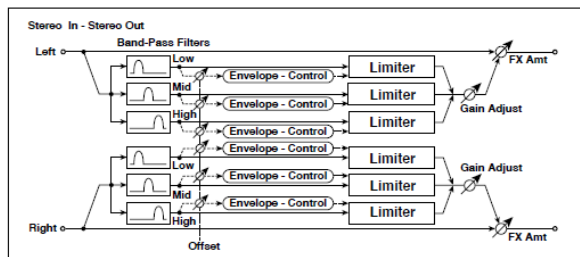 Stereo In - Stereo Out
Band-Pass Filters
Left
FX Amt
Low
Envelope - Control
Limiter
Mid
Envelope - Control
Limiter
Gain Adjust
High
Envelope - Control
Limiter
Envelope - Control
Low
Limiter
Gain Adjust
Envelope - Control
Mid
Limiter
Envelope - Control
High
Limiter
Right
FX Amt
Offset